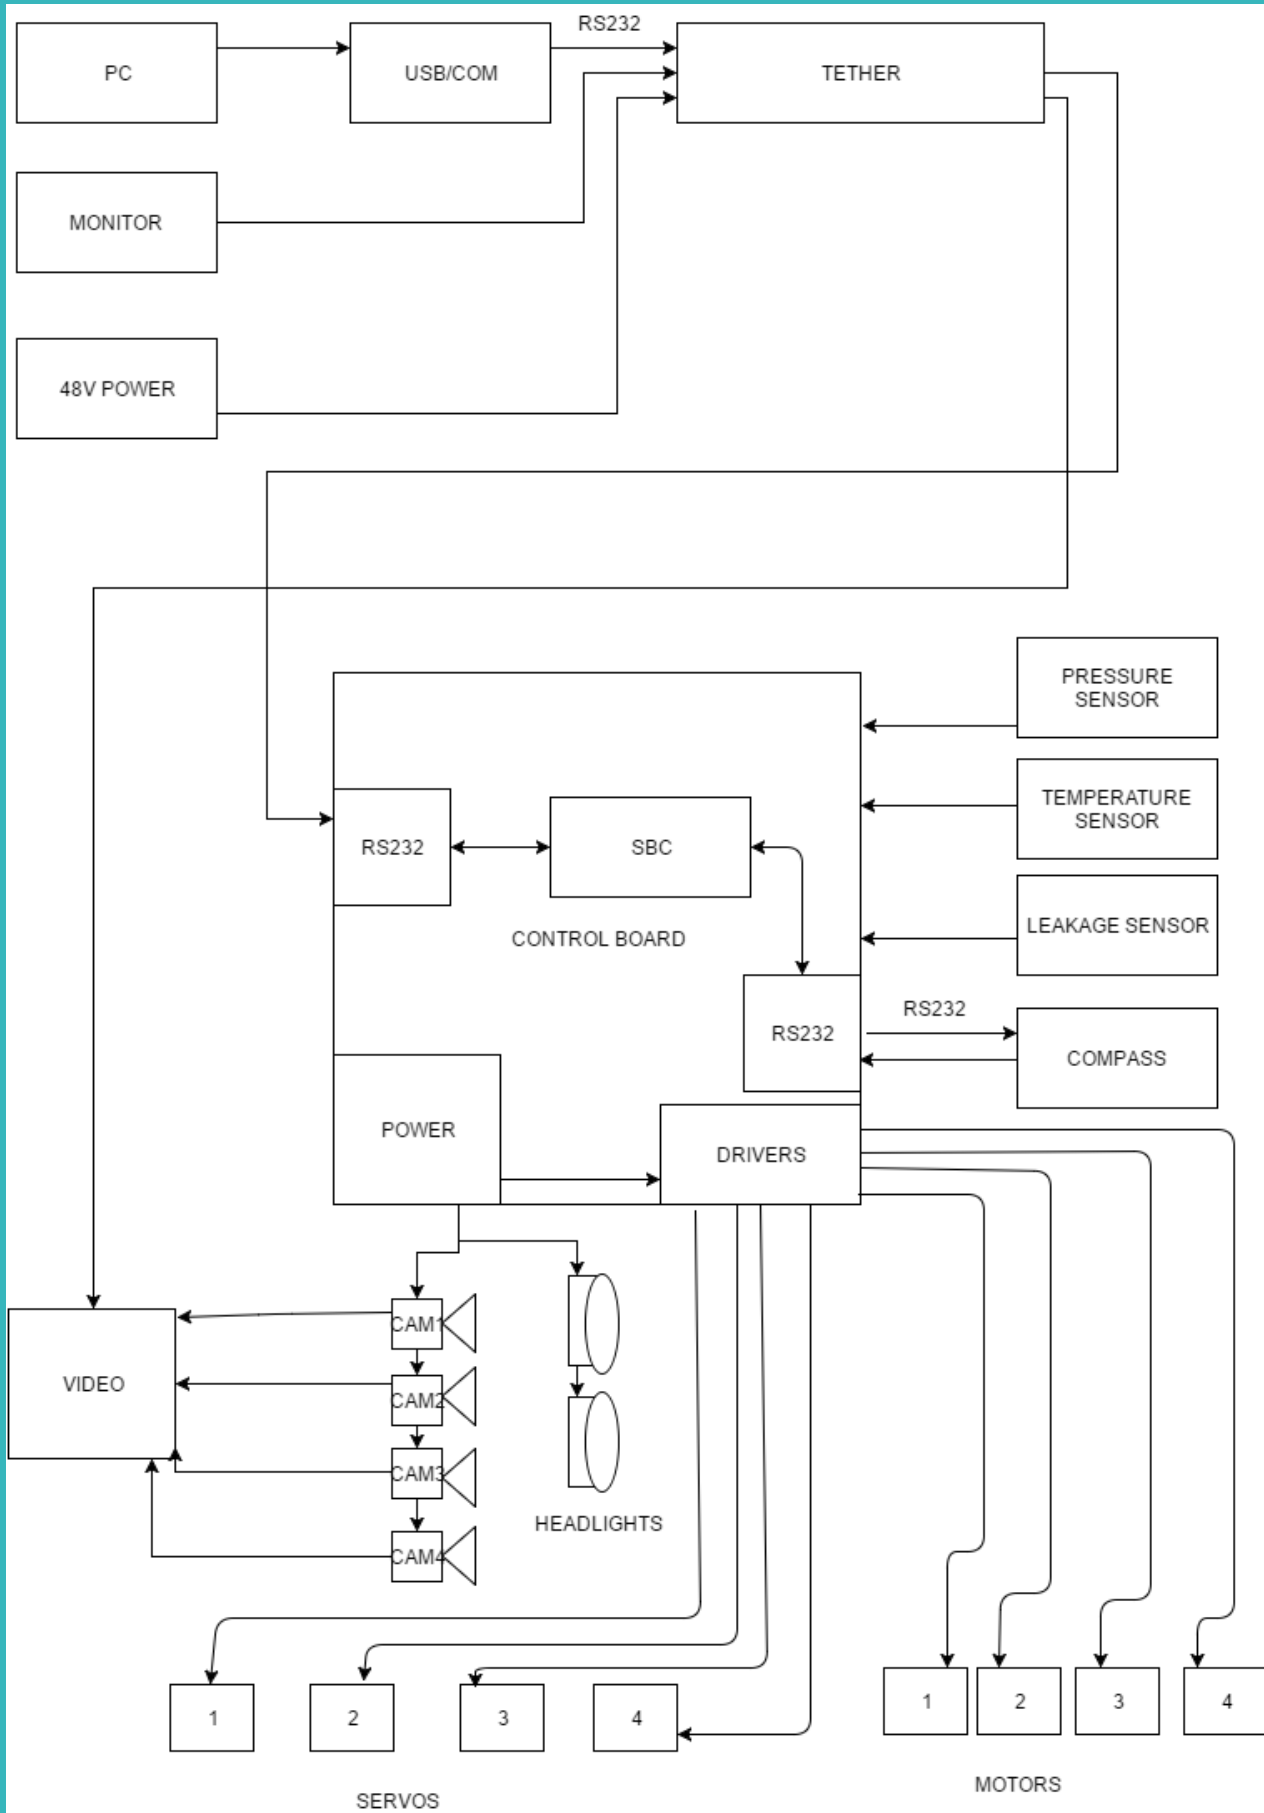 RS232
PC
USB/COM
TETHER
MONITOR
48V POWER
PRESSURE
SENSOR
TEMPERATURE
SENSOR
RS232
SBC
LEAKAGE SENSOR
CONTROL BOARD
RS232
RS232
COMPASS
POWER
DRIVERS
CAM1
VIDEO
CAM2
CAM3
HEADLIGHTS
CAM4
1
2
3
4
1
2
3
4
MOTORS
SERVOS